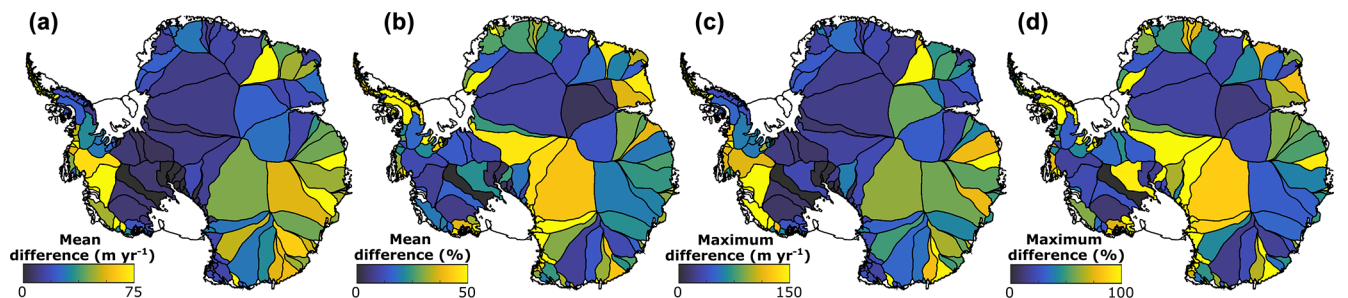 (a)
(b)
(c)
(d)
Mean
difference (m yr⁻¹)
0 75
Mean
difference (%)
0 50
Maximum
difference (m yr⁻¹)
0 150
Maximum
difference (%)
0 100